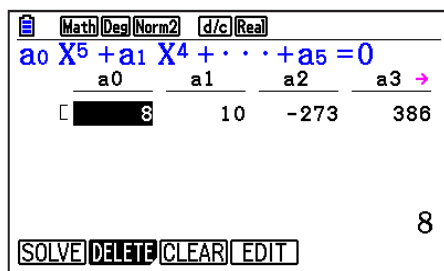 Math Deg Norm2 d/c Real
a₀ X⁵ +a₁ X⁴ + · · · +a₅ =0
a0 a1 a2 a3 →
[ 8 10 -273 386
8
SOLVE DELETE CLEAR EDIT